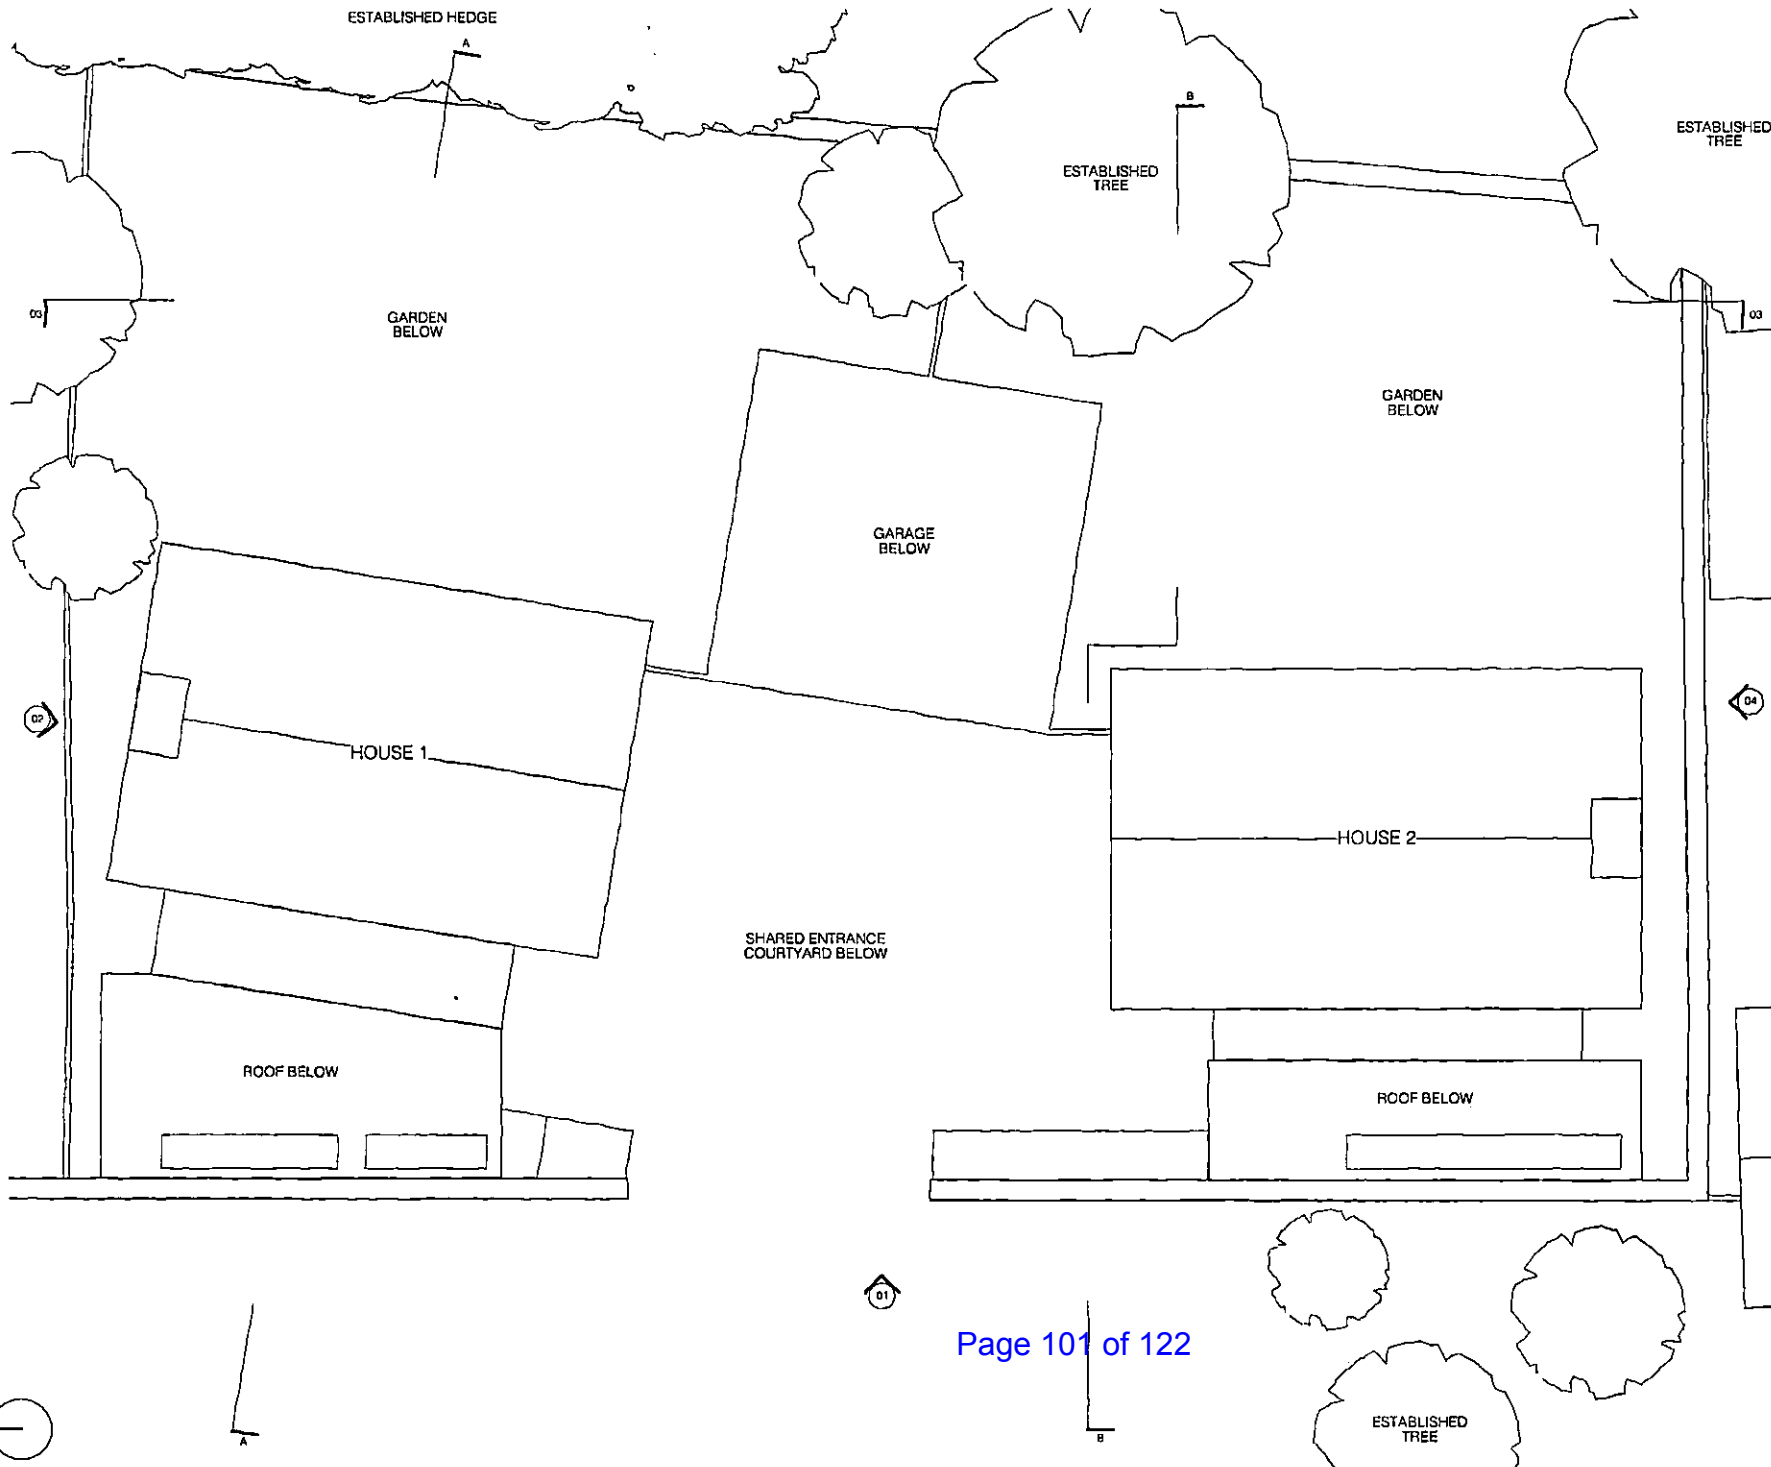 ESTABLISHED HEDGE
A
B
ESTABLISHED
TREE
ESTABLISHED
TREE
03
GARDEN
BELOW
03
GARDEN
BELOW
GARAGE
BELOW
02
HOUSE 1
04
HOUSE 2
SHARED ENTRANCE
COURTYARD BELOW
ROOF BELOW
ROOF BELOW
01
Page 101 of 122
ESTABLISHED
TREE
A
B